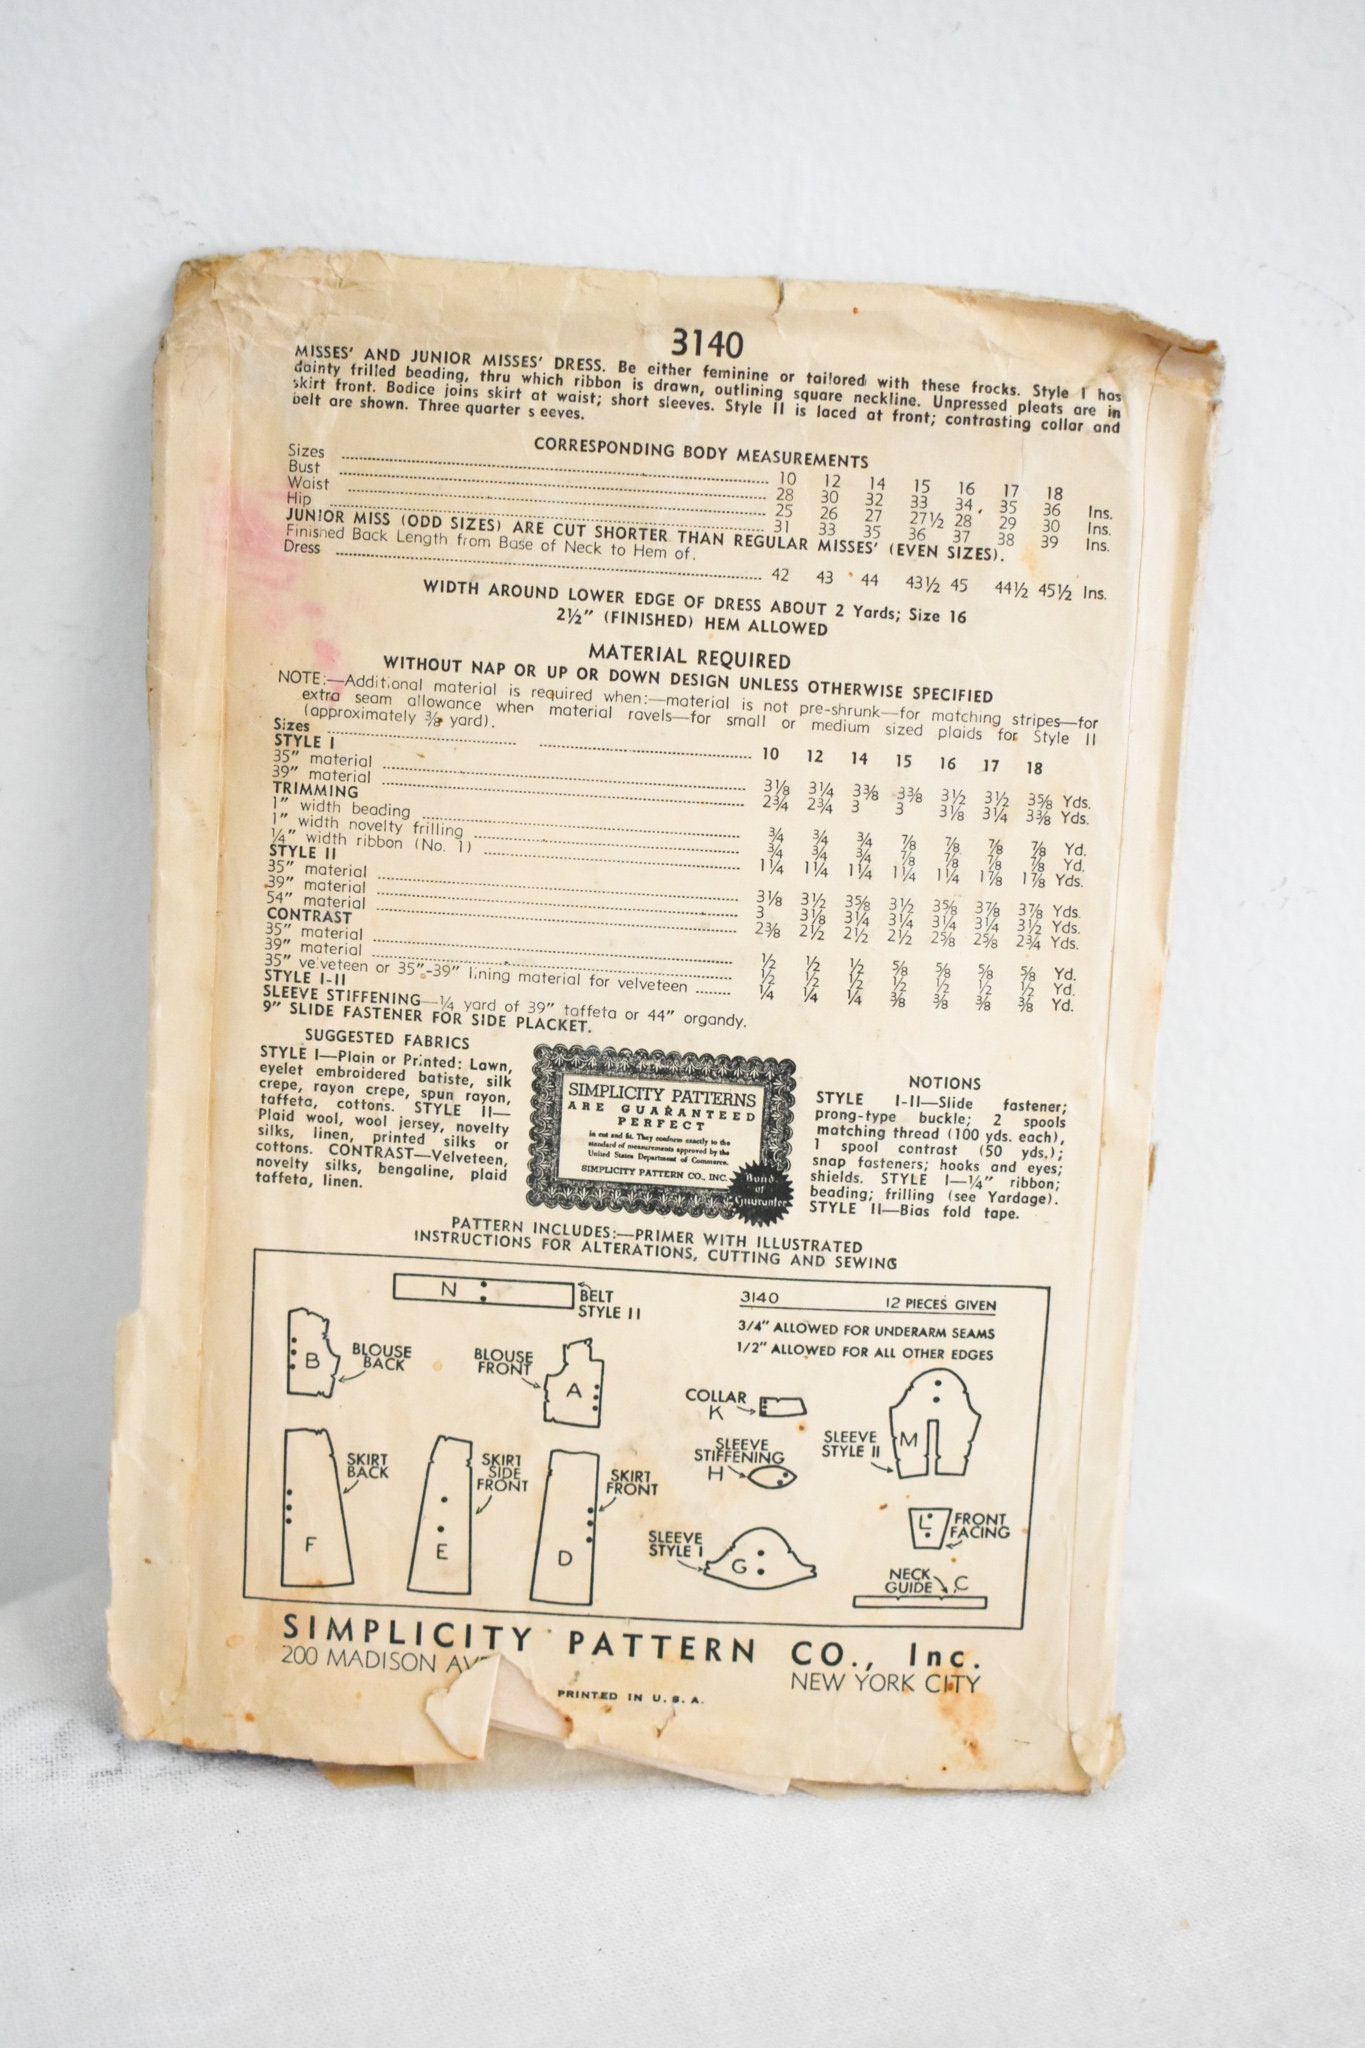 3140
MISSES' AND JUNIOR MISSES' DRESS. Be either feminine or tailored with these frocks. Style I has
dainty frilled beading, thru which ribbon is drawn, outlining square neckline. Unpressed pleats are in
skirt front. Bodice joins skirt at waist; short sleeves. Style II is laced at front; contrasting collar and
belt are shown. Three quarter s eeves.
CORRESPONDING BODY MEASUREMENTS
Sizes 10 12 14 15 16 17 18
Bust 28 30 32 33 34 35 36 Ins.
Waist 25 26 27 27½ 28 29 30 Ins.
Hip 31 33 35 36 37 38 39 Ins.
JUNIOR MISS (ODD SIZES) ARE CUT SHORTER THAN REGULAR MISSES' (EVEN SIZES).
Finished Back Length from Base of Neck to Hem of.
Dress 42 43 44 43½ 45 44½ 45½ Ins.
WIDTH AROUND LOWER EDGE OF DRESS ABOUT 2 Yards; Size 16
2½" (FINISHED) HEM ALLOWED
MATERIAL REQUIRED
WITHOUT NAP OR UP OR DOWN DESIGN UNLESS OTHERWISE SPECIFIED
NOTE:—Additional material is required when:—material is not pre-shrunk—for matching stripes—for
extra seam allowance when material ravels—for small or medium sized plaids for Style II
(approximately ⅜ yard).
Sizes 10 12 14 15 16 17 18
STYLE I
35" material 3⅛ 3¼ 3⅜ 3⅜ 3½ 3½ 3⅝ Yds.
39" material 2¾ 2¾ 3 3 3⅛ 3¼ 3⅜ Yds.
TRIMMING
1" width beading ¾ ¾ ¾ ⅞ ⅞ ⅞ ⅞ Yd.
1" width novelty frilling ¾ ¾ ¾ ⅞ ⅞ ⅞ ⅞ Yd.
¼" width ribbon (No. 1) 1¼ 1¼ 1¼ 1¼ 1¼ 1⅞ 1⅞ Yds.
STYLE II
35" material 3⅛ 3½ 3⅝ 3½ 3⅝ 3⅞ 3⅞ Yds.
39" material 3 3⅛ 3¼ 3¼ 3¼ 3¼ 3½ Yds.
54" material 2⅜ 2½ 2½ 2½ 2⅝ 2⅝ 2¾ Yds.
CONTRAST
35" material ½ ½ ½ ⅝ ⅝ ⅝ ⅝ Yd.
39" material ½ ½ ½ ½ ½ ½ ½ Yd.
35" velveteen or 35"-39" lining material for velveteen ¼ ¼ ¼ ⅜ ⅜ ⅜ ⅜ Yd.
STYLE I-II
SLEEVE STIFFENING—¼ yard of 39" taffeta or 44" organdy.
9" SLIDE FASTENER FOR SIDE PLACKET.
SUGGESTED FABRICS
STYLE I—Plain or Printed: Lawn,
eyelet embroidered batiste, silk
crepe, rayon crepe, spun rayon,
taffeta, cottons. STYLE II—
Plaid wool, wool jersey, novelty
silks, linen, printed silks or
cottons. CONTRAST—Velveteen,
novelty silks, bengaline, plaid
taffeta, linen.
SIMPLICITY PATTERNS
ARE GUARANTEED
PERFECT
in cut and fit. They conform exactly to the
standard of measurements approved by the
United States Department of Commerce.
SIMPLICITY PATTERN CO., INC.
Bond
of
Guarantee
NOTIONS
STYLE I-II—Slide fastener;
prong-type buckle; 2 spools
matching thread (100 yds. each),
1 spool contrast (50 yds.);
snap fasteners; hooks and eyes;
shields. STYLE I—¼" ribbon;
beading; frilling (see Yardage).
STYLE II—Bias fold tape.
PATTERN INCLUDES:—PRIMER WITH ILLUSTRATED
INSTRUCTIONS FOR ALTERATIONS, CUTTING AND SEWING
N
BELT
STYLE II
3140 12 PIECES GIVEN
3/4" ALLOWED FOR UNDERARM SEAMS
1/2" ALLOWED FOR ALL OTHER EDGES
B
BLOUSE
BACK
BLOUSE
FRONT
A
COLLAR
K
SLEEVE
STYLE II
M
SLEEVE
STIFFENING
H
SKIRT
BACK
F
SKIRT
SIDE
FRONT
E
SKIRT
FRONT
D
SLEEVE
STYLE I
G
L
FRONT
FACING
NECK
GUIDE C
SIMPLICITY PATTERN CO., Inc.
200 MADISON AV
NEW YORK CITY
PRINTED IN U. S. A.